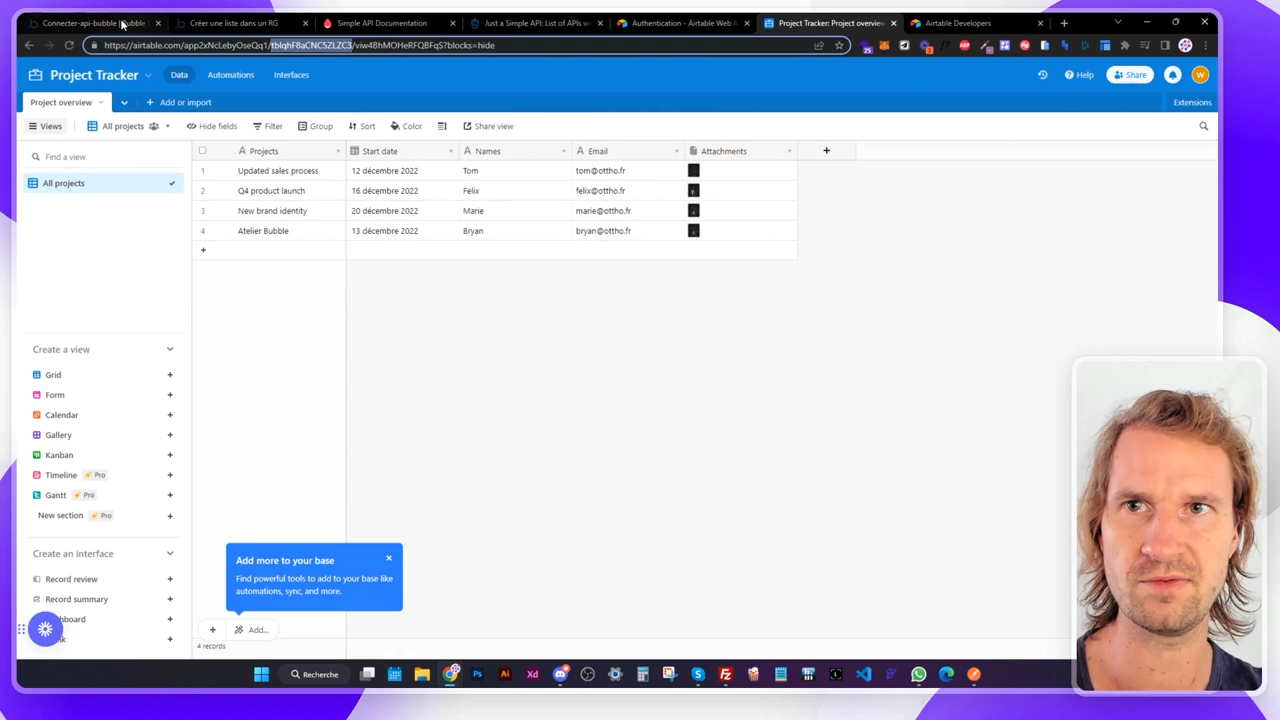 Connecter-api-bubble | Bubble
Créer une liste dans un RG
Simple API Documentation
Just a Simple API: List of APIs w
Authentication - Airtable Web A
Project Tracker: Project overview
Airtable Developers
https://airtable.com/app2xNcLebyOseQq1/tblqhF8aCNC5ZLZC3/viw4BhMOHeRFQBFqS?blocks=hide
Project Tracker
Data
Automations
Interfaces
Help
Share
W
Project overview
Add or import
Extensions
Views
All projects
Hide fields
Filter
Group
Sort
Color
Share view
Find a view
All projects
Projects
Start date
Names
Email
Attachments
1 Updated sales process 12 décembre 2022 Tom tom@ottho.fr
2 Q4 product launch 16 décembre 2022 Felix felix@ottho.fr
3 New brand identity 20 décembre 2022 Marie marie@ottho.fr
4 Atelier Bubble 13 décembre 2022 Bryan bryan@ottho.fr
Create a view
Grid
Form
Calendar
Gallery
Kanban
Timeline Pro
Gantt Pro
New section Pro
Create an interface
Record review
Record summary
Add more to your base
Find powerful tools to add to your base like
automations, sync, and more.
Add...
4 records
Recherche